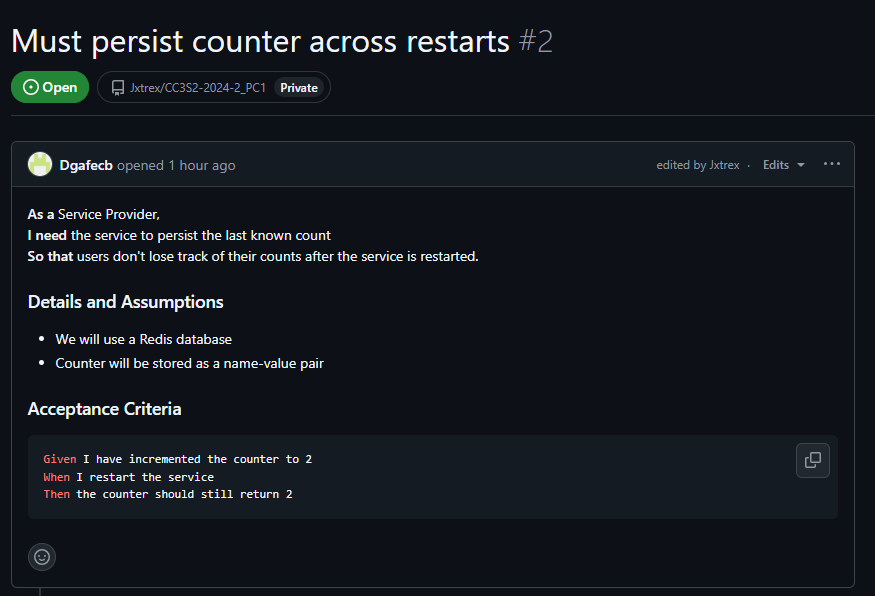 Must persist counter across restarts #2
Open Jxtrex/CC3S2-2024-2_PC1 Private
Dgafecb opened 1 hour ago edited by Jxtrex · Edits ···
As a Service Provider,
I need the service to persist the last known count
So that users don't lose track of their counts after the service is restarted.
Details and Assumptions
• We will use a Redis database
• Counter will be stored as a name-value pair
Acceptance Criteria
Given I have incremented the counter to 2
When I restart the service
Then the counter should still return 2